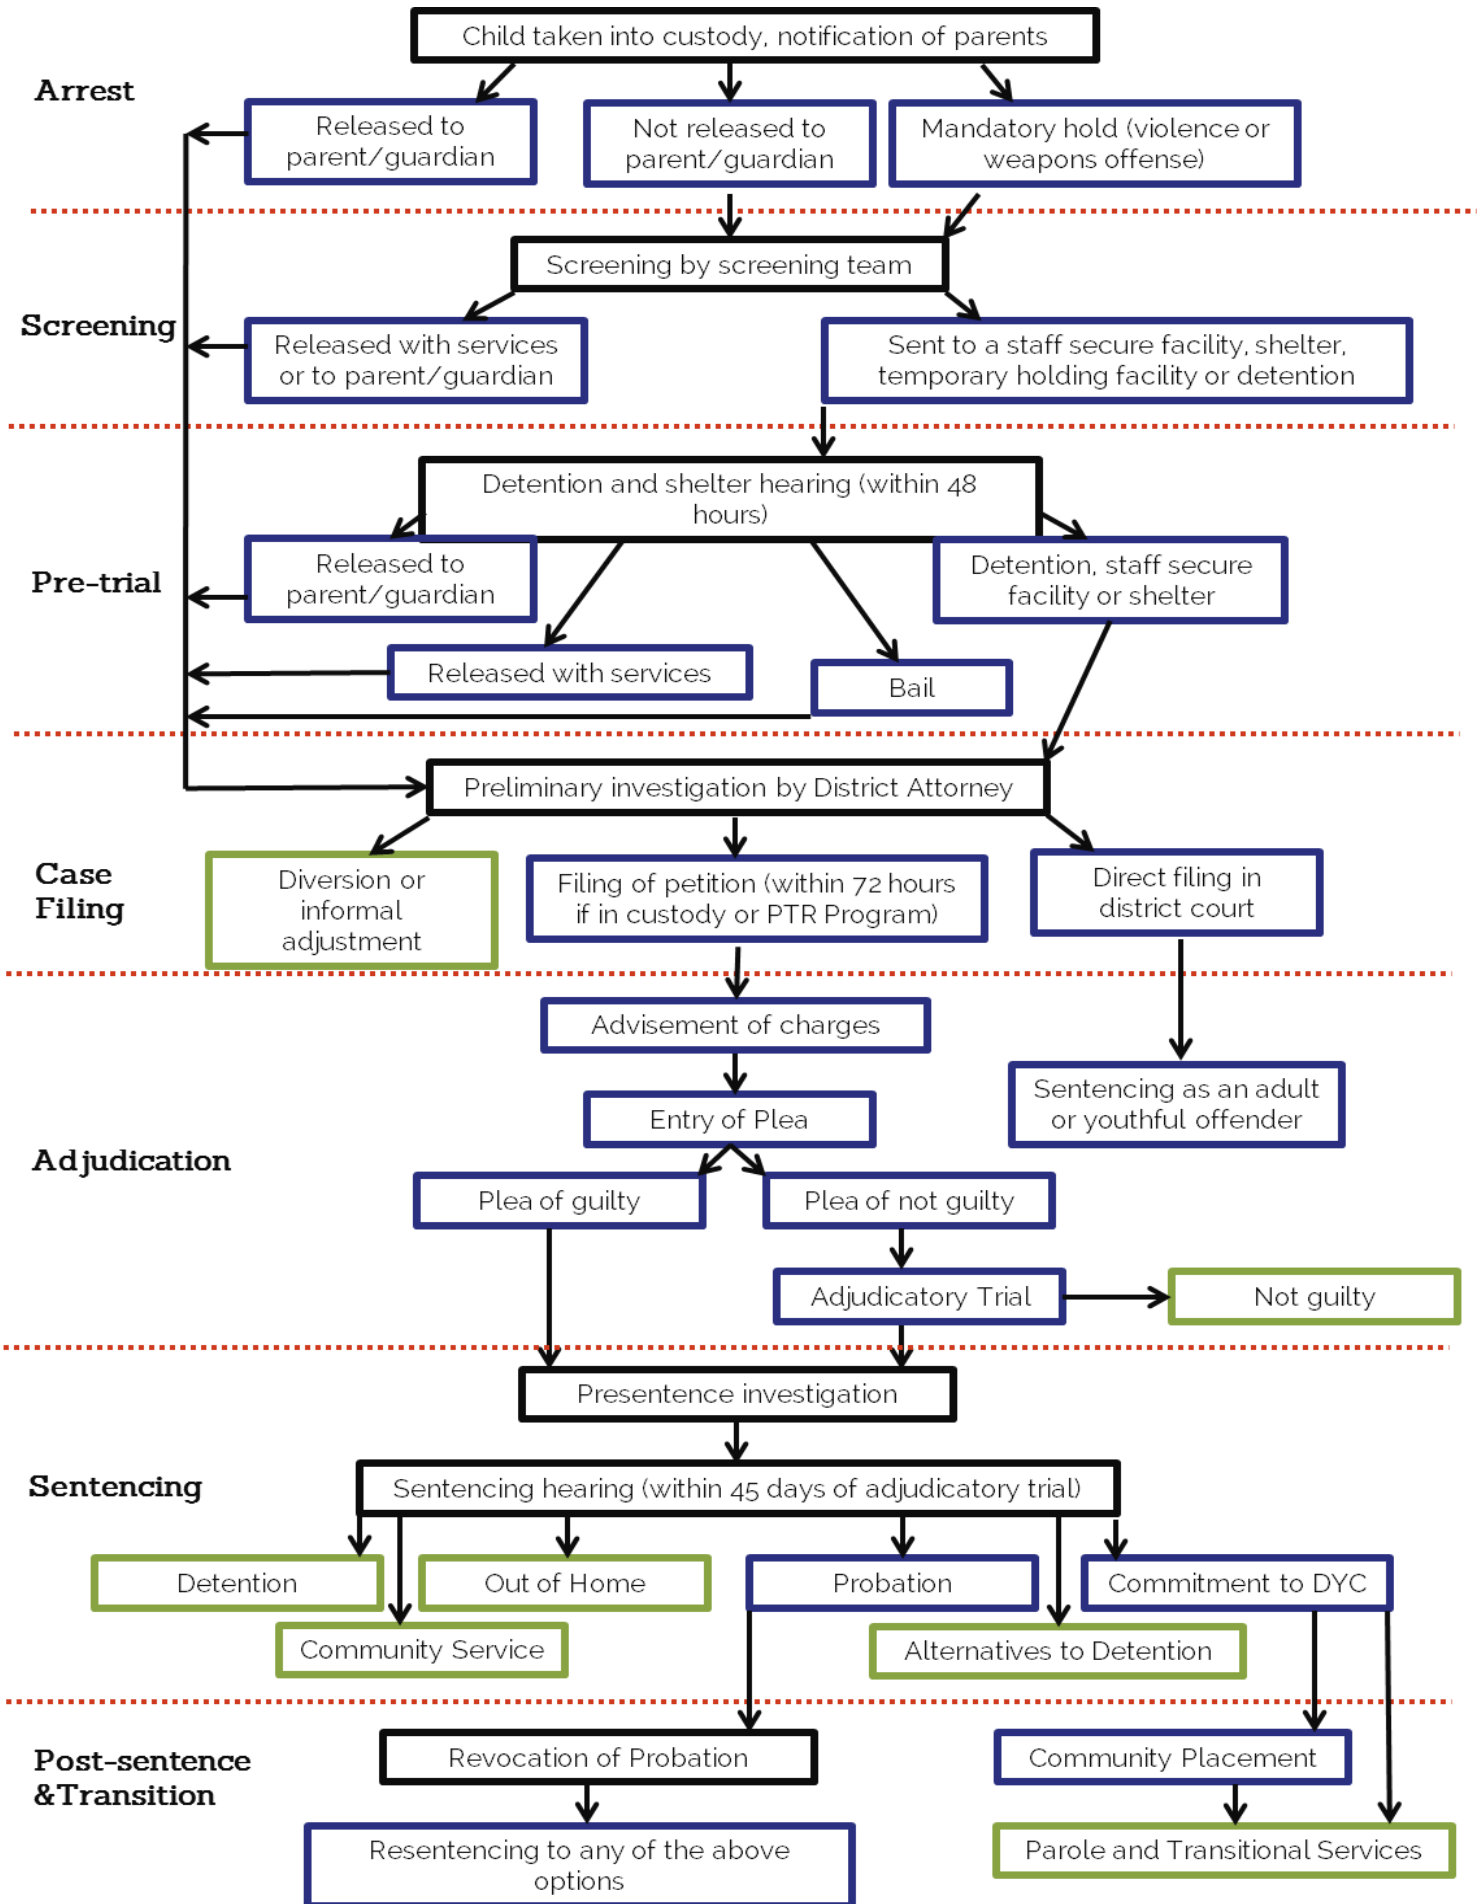 Child taken into custody, notification of parents
Arrest
Released to
parent/guardian
Not released to
parent/guardian
Mandatory hold (violence or
weapons offense)
Screening by screening team
Screening
Released with services
or to parent/guardian
Sent to a staff secure facility, shelter,
temporary holding facility or detention
Detention and shelter hearing (within 48
hours)
Pre-trial
Released to
parent/guardian
Detention, staff secure
facility or shelter
Released with services
Bail
Preliminary investigation by District Attorney
Case
Filing
Diversion or
informal
adjustment
Filing of petition (within 72 hours
if in custody or PTR Program)
Direct filing in
district court
Advisement of charges
Sentencing as an adult
or youthful offender
Entry of Plea
Adjudication
Plea of guilty
Plea of not guilty
Adjudicatory Trial
Not guilty
Presentence investigation
Sentencing
Sentencing hearing (within 45 days of adjudicatory trial)
Detention
Out of Home
Probation
Commitment to DYC
Community Service
Alternatives to Detention
Post-sentence
&Transition
Revocation of Probation
Community Placement
Resentencing to any of the above
options
Parole and Transitional Services